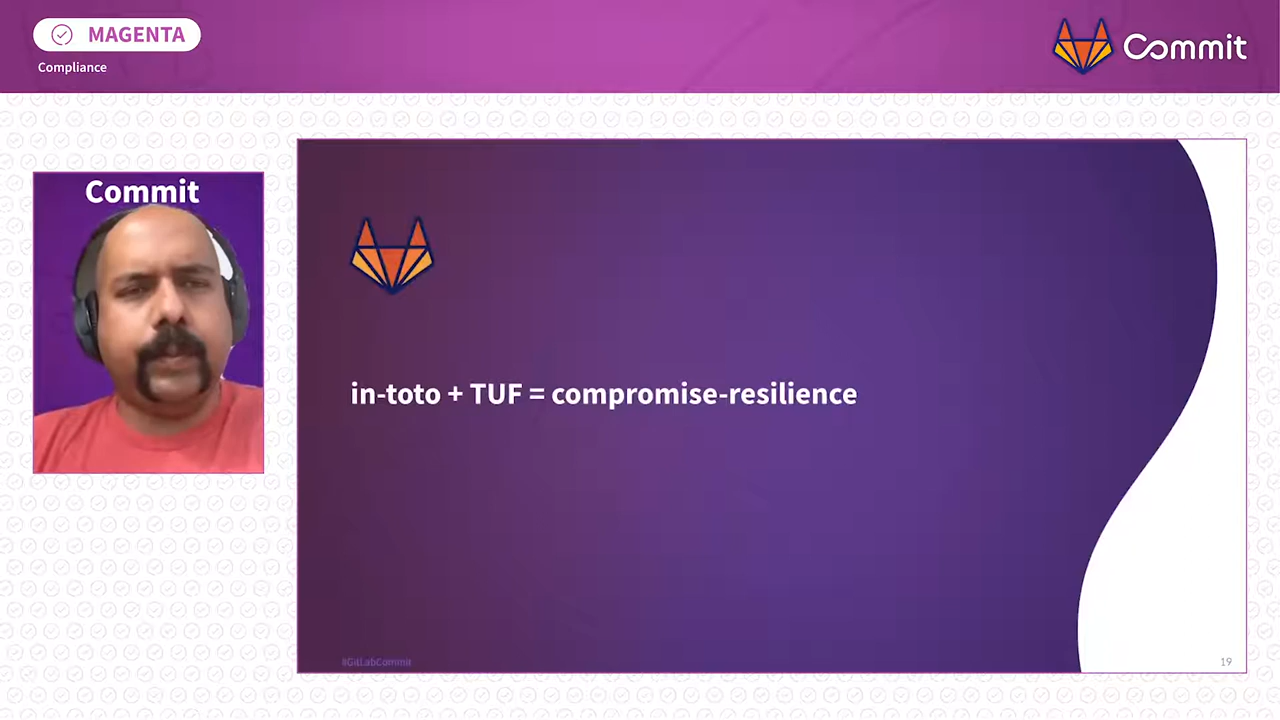 MAGENTA
Compliance
Commit
Commit
in-toto + TUF = compromise-resilience
#GitLabCommit
19